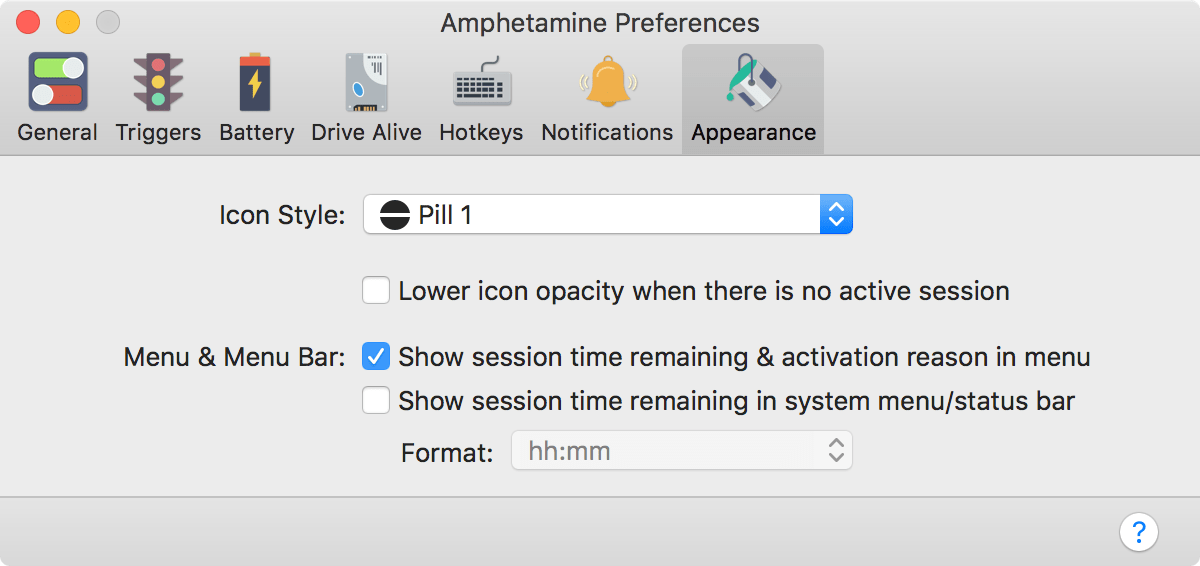 Amphetamine Preferences
General Triggers Battery Drive Alive Hotkeys Notifications Appearance
Icon Style: Pill 1
Lower icon opacity when there is no active session
Menu & Menu Bar: Show session time remaining & activation reason in menu
Show session time remaining in system menu/status bar
Format: hh:mm
?